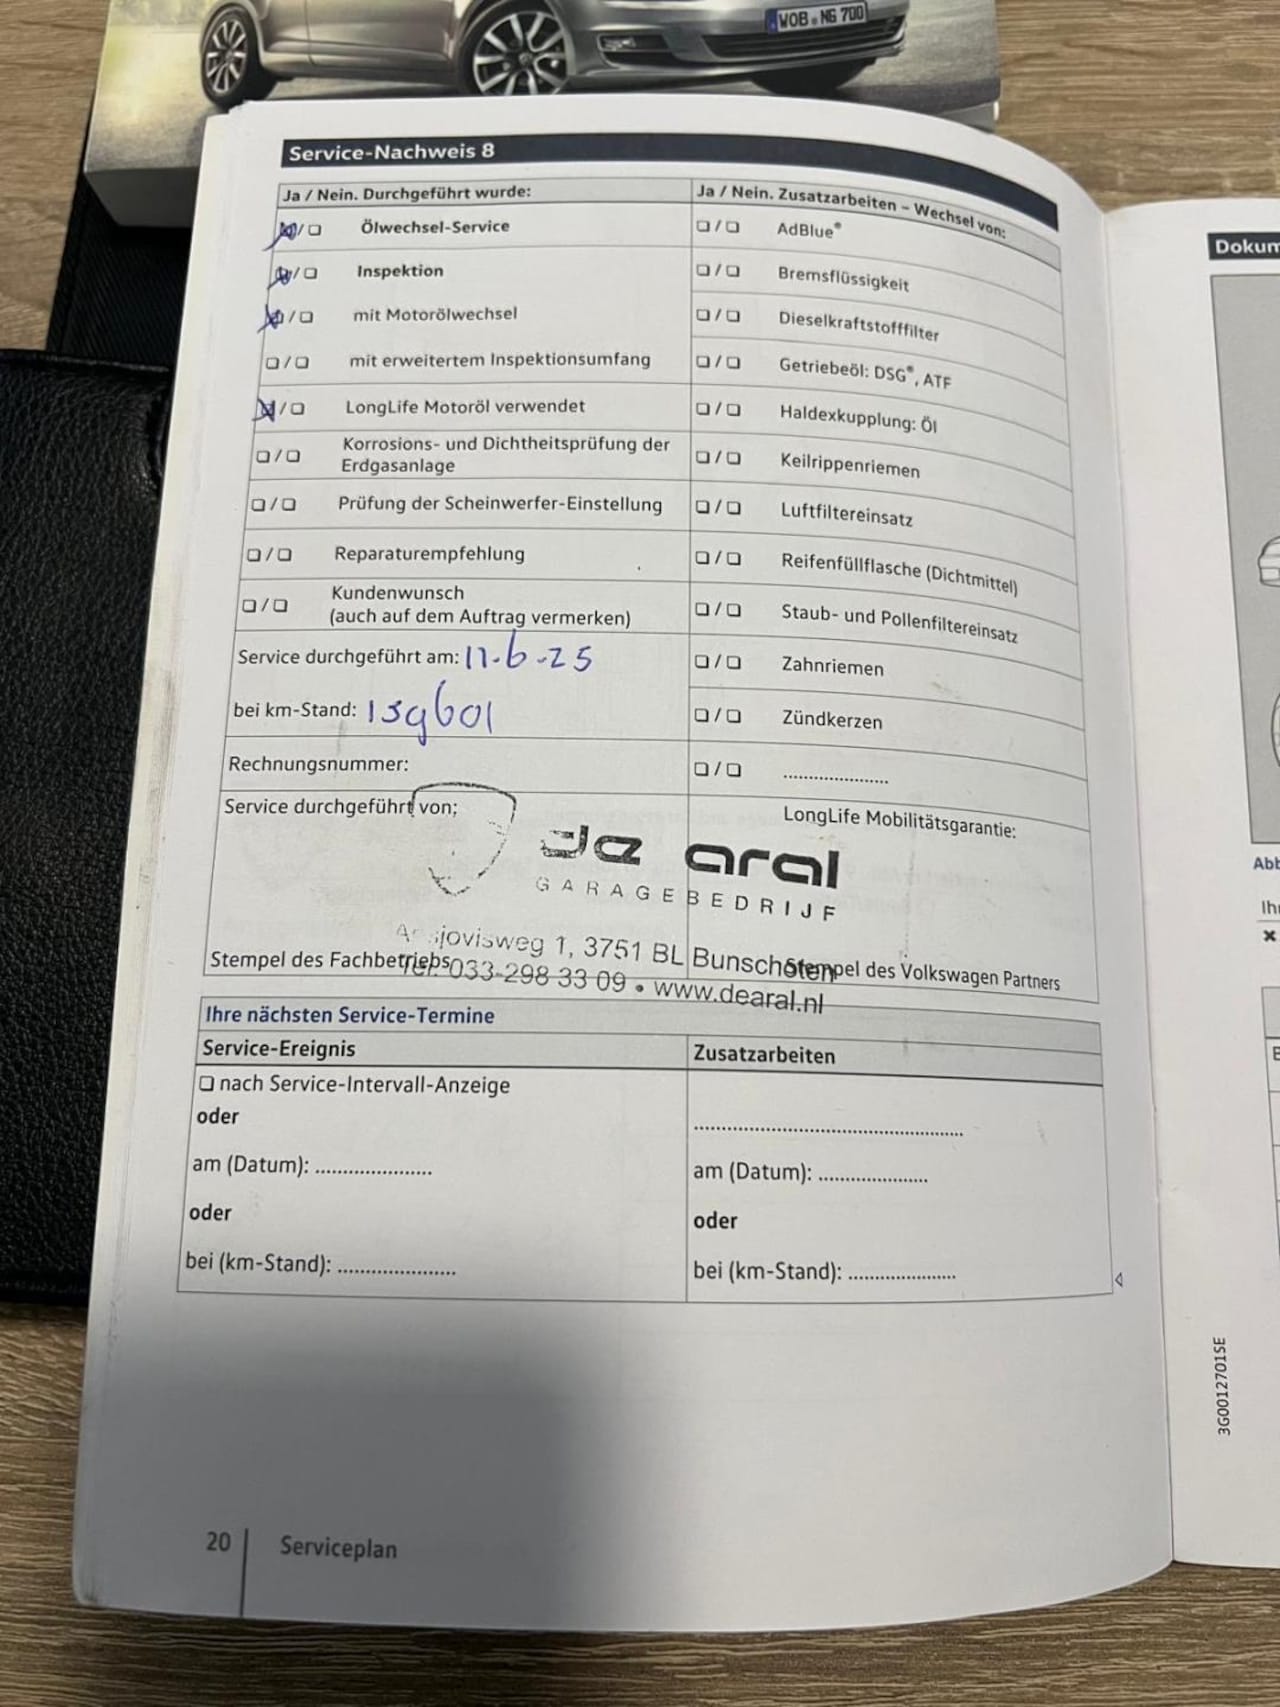 WOB NG 700
Service-Nachweis 8
Ja / Nein. Durchgeführt wurde:
❏/❏ Ölwechsel-Service
❏/❏ Inspektion
❏/❏ mit Motorölwechsel
❏/❏ mit erweitertem Inspektionsumfang
❏/❏ LongLife Motoröl verwendet
❏/❏ Korrosions- und Dichtheitsprüfung der
Erdgasanlage
❏/❏ Prüfung der Scheinwerfer-Einstellung
❏/❏ Reparaturempfehlung
❏/❏ Kundenwunsch
(auch auf dem Auftrag vermerken)
Service durchgeführt am: 11-6-25
bei km-Stand: 139601
Rechnungsnummer:
Service durchgeführt von:
Ja / Nein. Zusatzarbeiten – Wechsel von:
❏/❏ AdBlue®
❏/❏ Bremsflüssigkeit
❏/❏ Dieselkraftstofffilter
❏/❏ Getriebeöl: DSG®, ATF
❏/❏ Haldexkupplung: Öl
❏/❏ Keilrippenriemen
❏/❏ Luftfiltereinsatz
❏/❏ Reifenfüllflasche (Dichtmittel)
❏/❏ Staub- und Pollenfiltereinsatz
❏/❏ Zahnriemen
❏/❏ Zündkerzen
❏/❏ .....................
LongLife Mobilitätsgarantie:
de aral
GARAGEBEDRIJF
1, 3751 BL Bunschoten
Tel. 033-298 33 09 • www.dearal.nl
Stempel des Fachbetriebs
Stempel des Volkswagen Partners
Ihre nächsten Service-Termine
Service-Ereignis
❏ nach Service-Intervall-Anzeige
oder
am (Datum): .....................
oder
bei (km-Stand): .....................
Zusatzarbeiten
................................................
am (Datum): ....................
oder
bei (km-Stand): ....................
20 Serviceplan
Dokum
Abb
3G0012701SE